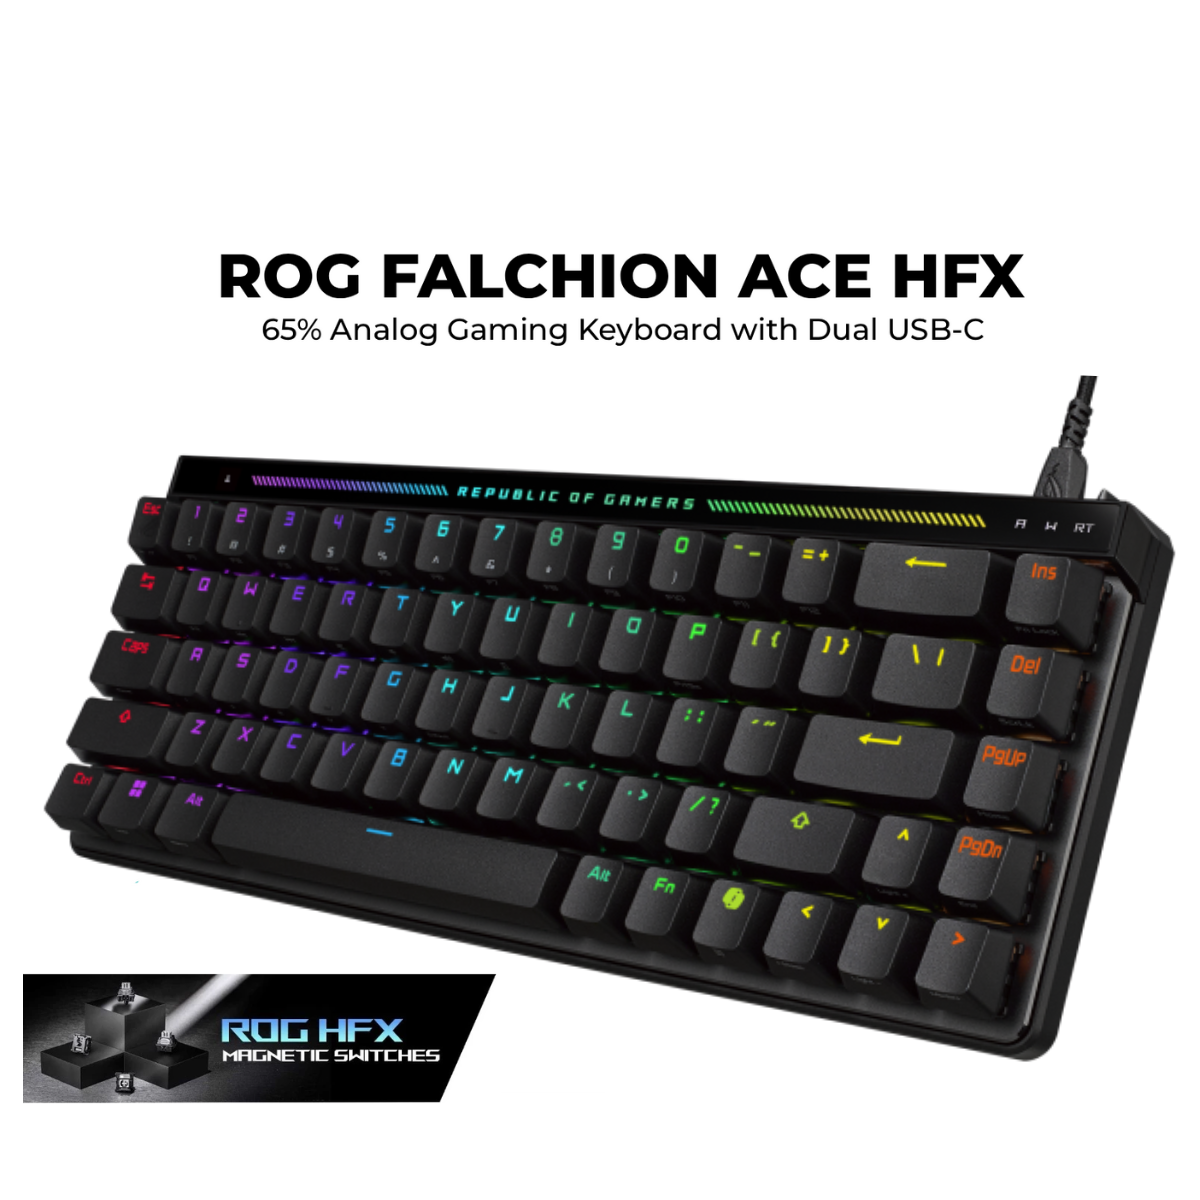 ROG FALCHION ACE HFX
65% Analog Gaming Keyboard with Dual USB-C
REPUBLIC OF GAMERS
A W RT
Esc 1 ! 2 @ 3 # 4 $ 5 % 6 ^ 7 & 8 * 9 ( 0 ) - _ = + Ins
Q W E R T Y U I O P [ { ] } \ | Del
Caps A S D F G H J K L ; : ' " PgUp
Z X C V B N M , < . > / ? PgDn
Ctrl Alt Alt Fn
ROG HFX
MAGNETIC SWITCHES